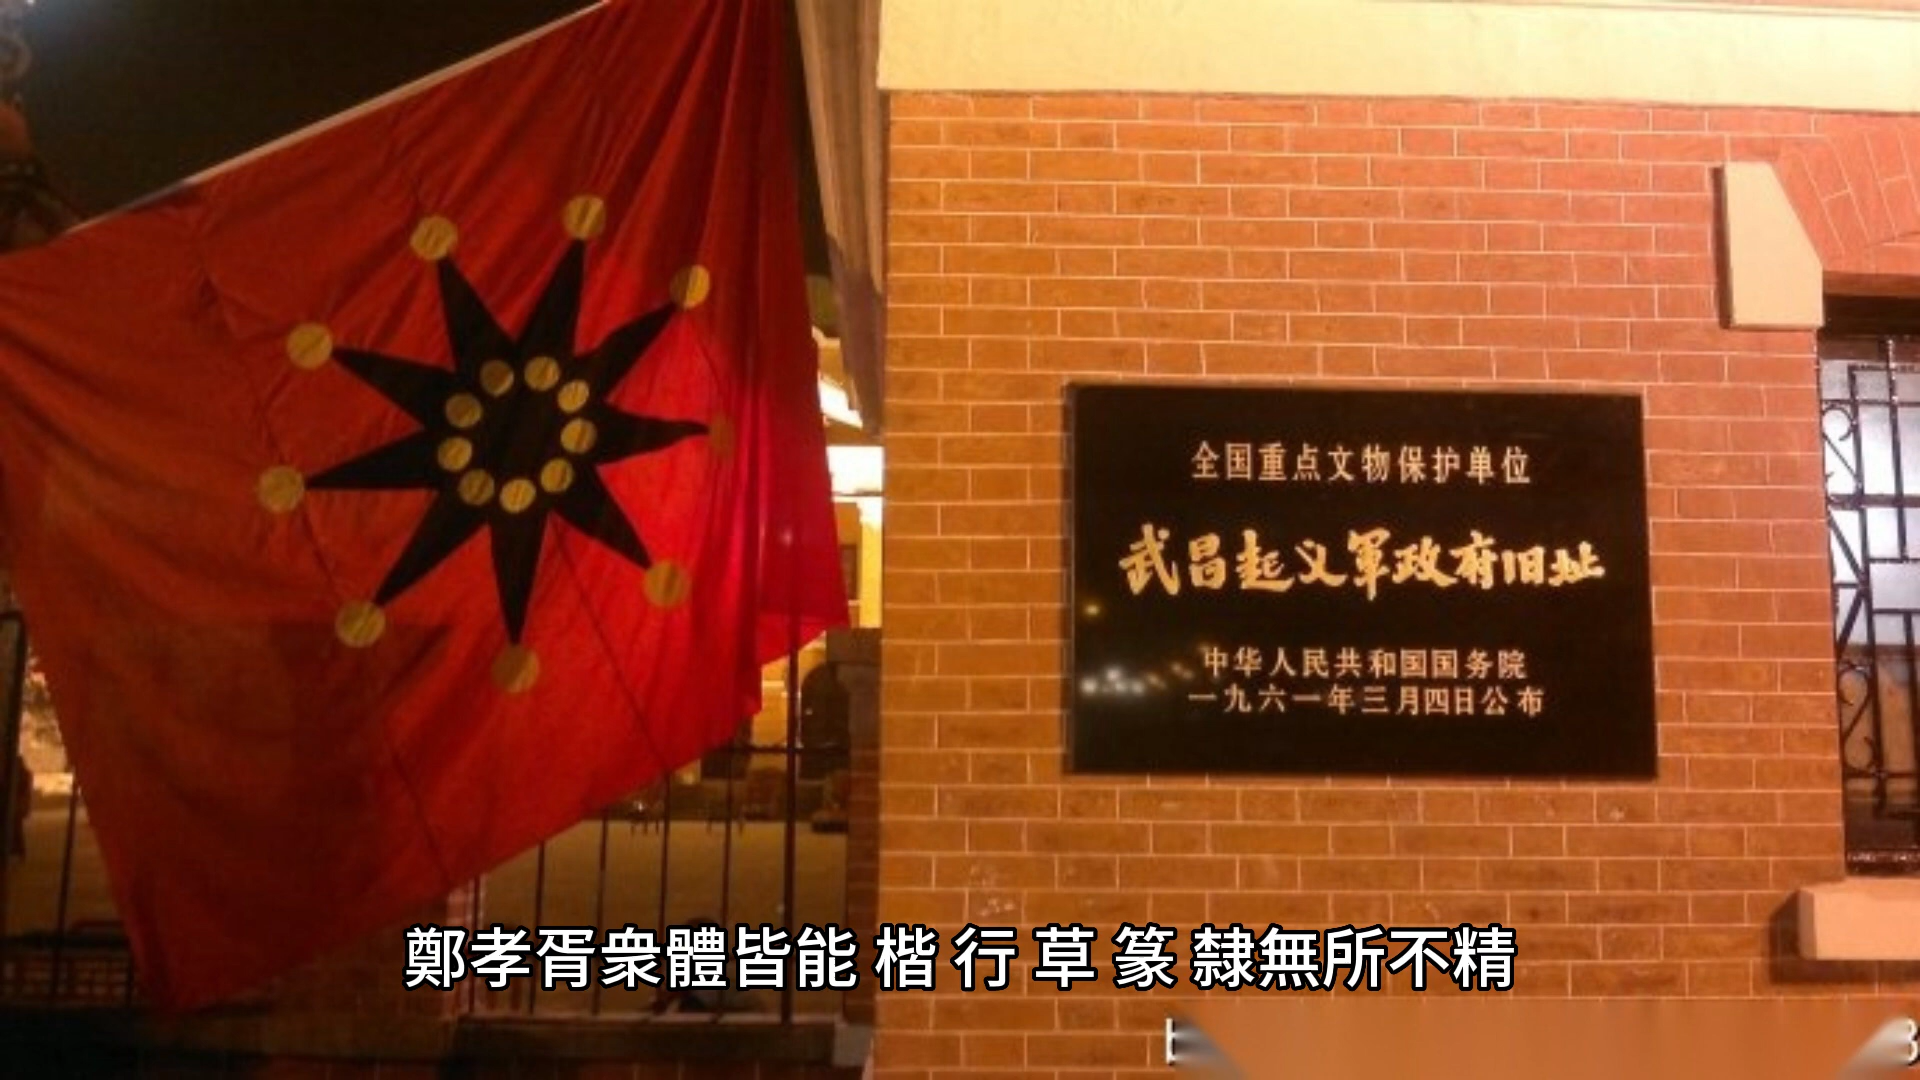 全国重点文物保护单位
武昌起义軍政府旧址
中华人民共和国国务院
一九六一年三月四日公布
鄭孝胥衆體皆能 楷 行 草 篆 隸無所不精